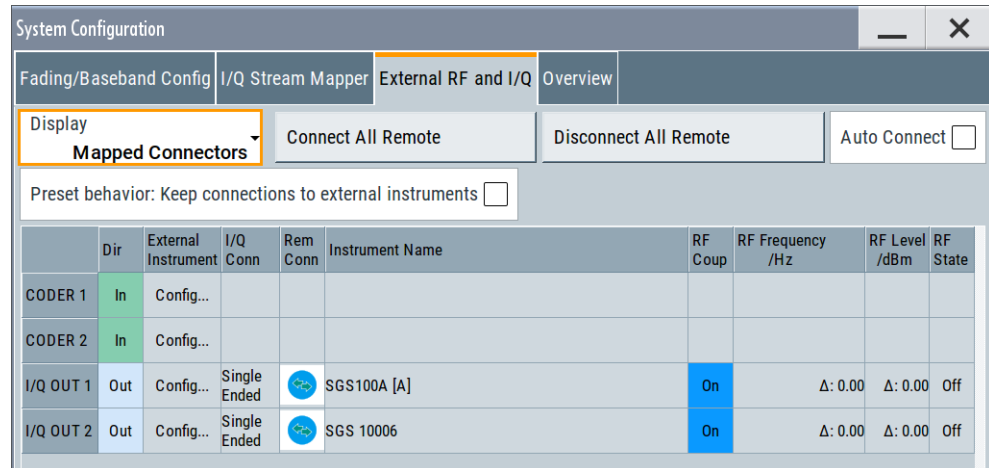 System Configuration
Fading/Baseband Config I/Q Stream Mapper External RF and I/Q Overview
Display
Mapped Connectors
Connect All Remote Disconnect All Remote Auto Connect
Preset behavior: Keep connections to external instruments
Dir External Instrument I/Q Conn Rem Conn Instrument Name RF Coup RF Frequency /Hz RF Level /dBm RF State
CODER 1 In Config...
CODER 2 In Config...
I/Q OUT 1 Out Config... Single Ended SGS100A [A] On Δ: 0.00 Δ: 0.00 Off
I/Q OUT 2 Out Config... Single Ended SGS 10006 On Δ: 0.00 Δ: 0.00 Off